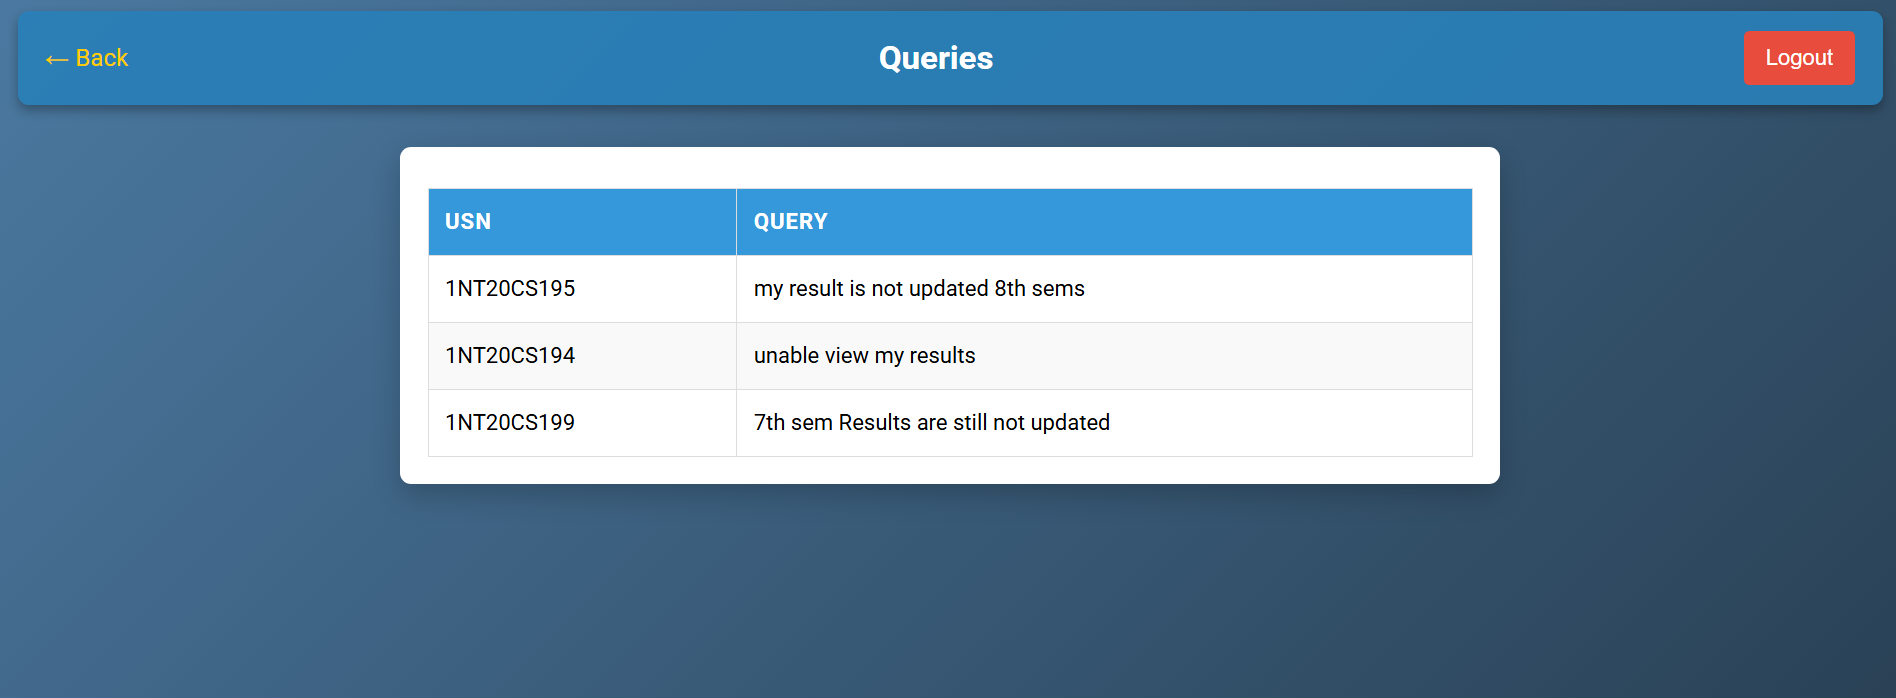 ← Back
Queries
Logout
USN QUERY
1NT20CS195 my result is not updated 8th sems
1NT20CS194 unable view my results
1NT20CS199 7th sem Results are still not updated